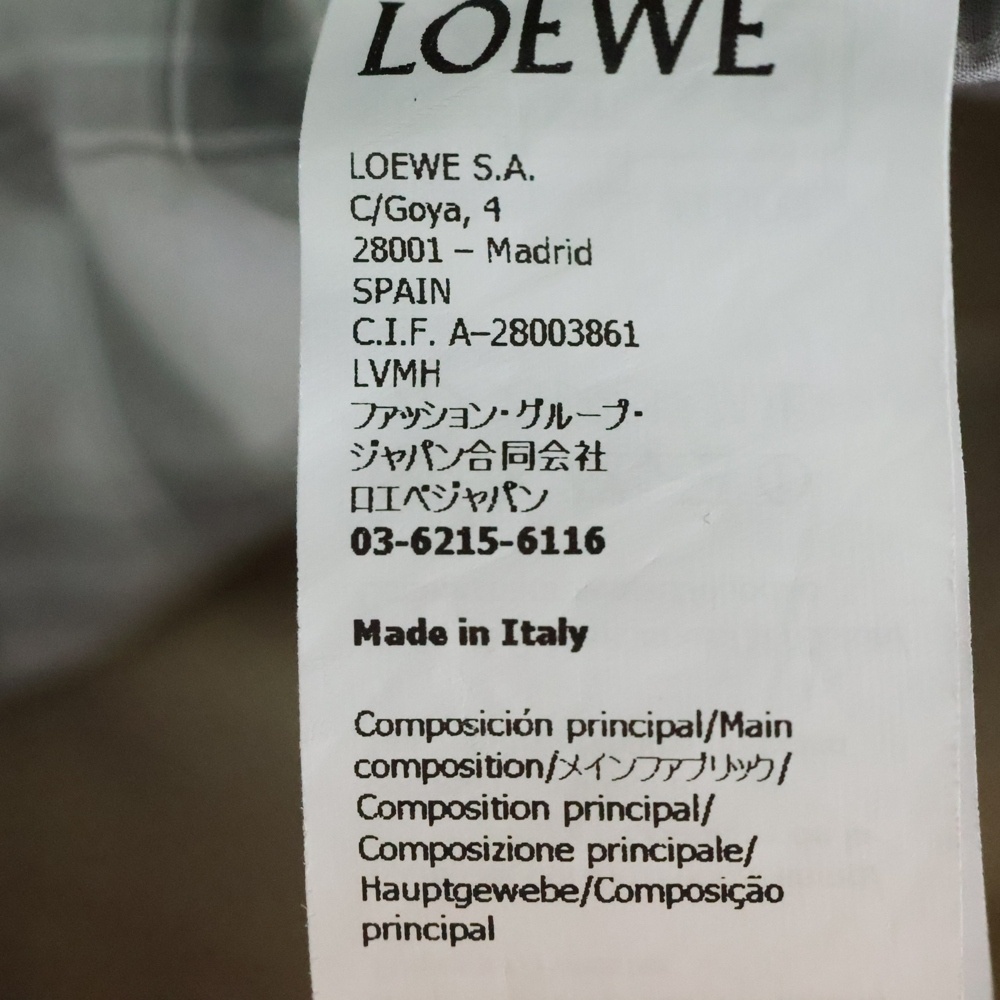 LOEWE
LOEWE S.A.
C/Goya, 4
28001 – Madrid
SPAIN
C.I.F. A–28003861
LVMH
ファッション・グループ・
ジャパン合同会社
ロエベジャパン
03-6215-6116
Made in Italy
Composición principal/Main
composition/メインファブリック/
Composition principal/
Composizione principale/
Hauptgewebe/Composição
principal